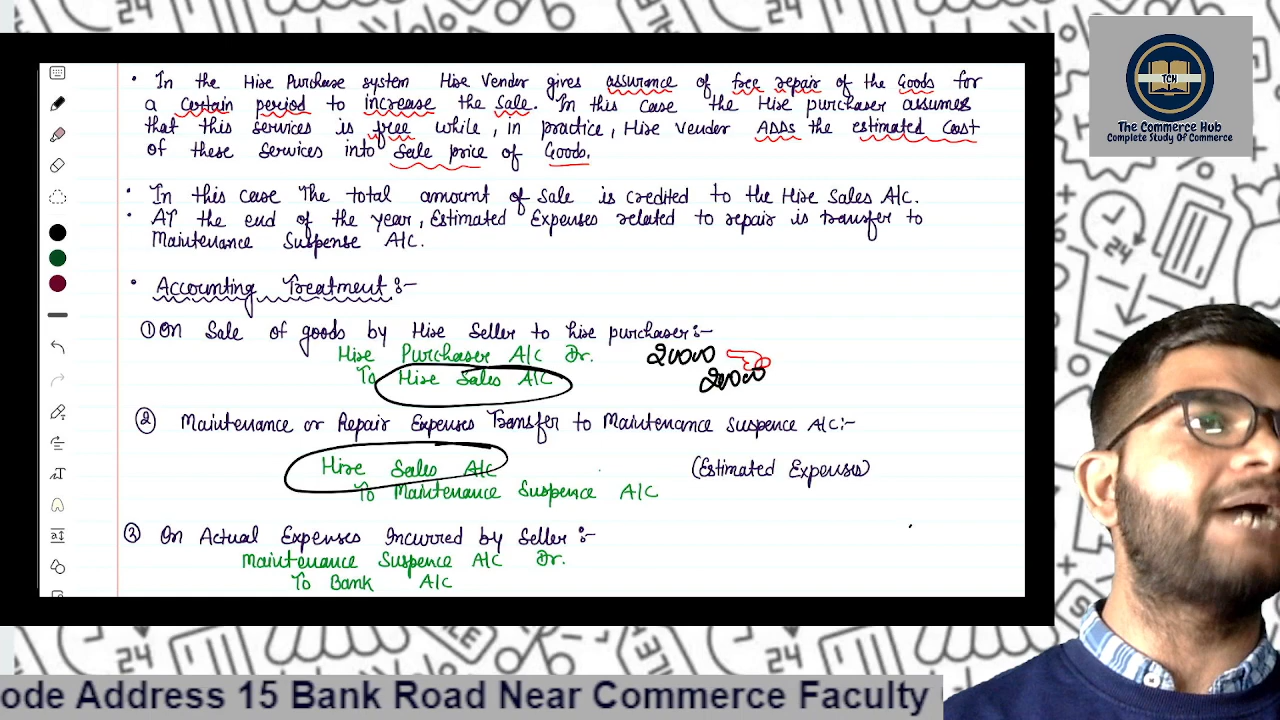 • In the Hire Purchase system Hire Vendor gives assurance of free repair of the Goods for
a certain period to increase the Sale. In this case the Hire purchaser assumes
that this services is free while, in practice, Hire Vendor ADDs the estimated Cost
of these Services into Sale price of Goods.
• In this case The total amount of Sale is credited to the Hire Sales A/C.
• AT the end of the year, Estimated Expenses related to repair is transfer to
Maintenance Suspense A/C.
• Accounting Treatment :-
① On Sale of goods by Hire Seller to hire purchaser :-
Hire Purchaser A/C Dr. 20000
To Hire Sales A/C 20000
② Maintenance or Repair Expenses Transfer to Maintenance Suspence A/C :-
Hire Sales A/C (Estimated Expenses)
To Maintenance Suspence A/C
③ On Actual Expenses Incurred by Seller :-
Maintenance Suspence A/C Dr.
To Bank A/C
TCH
The Commerce Hub
Complete Study Of Commerce
ode Address 15 Bank Road Near Commerce Faculty